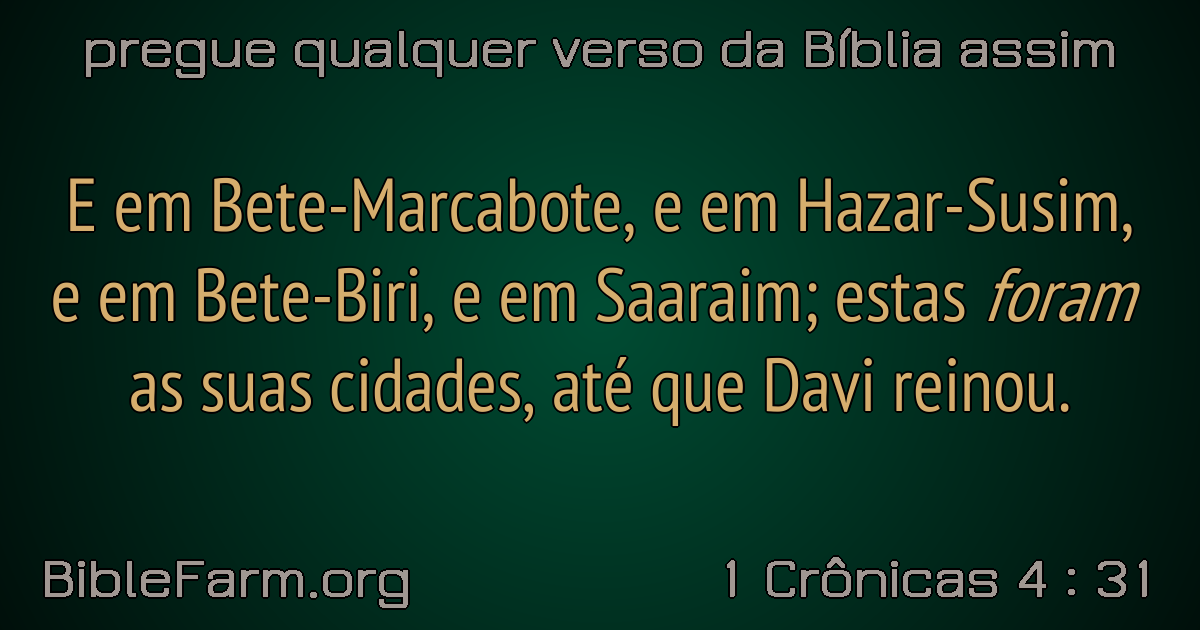 pregue qualquer verso da Bíblia assim
E em Bete-Marcabote, e em Hazar-Susim,
e em Bete-Biri, e em Saaraim; estas foram
as suas cidades, até que Davi reinou.
BibleFarm.org
1 Crônicas 4 : 31